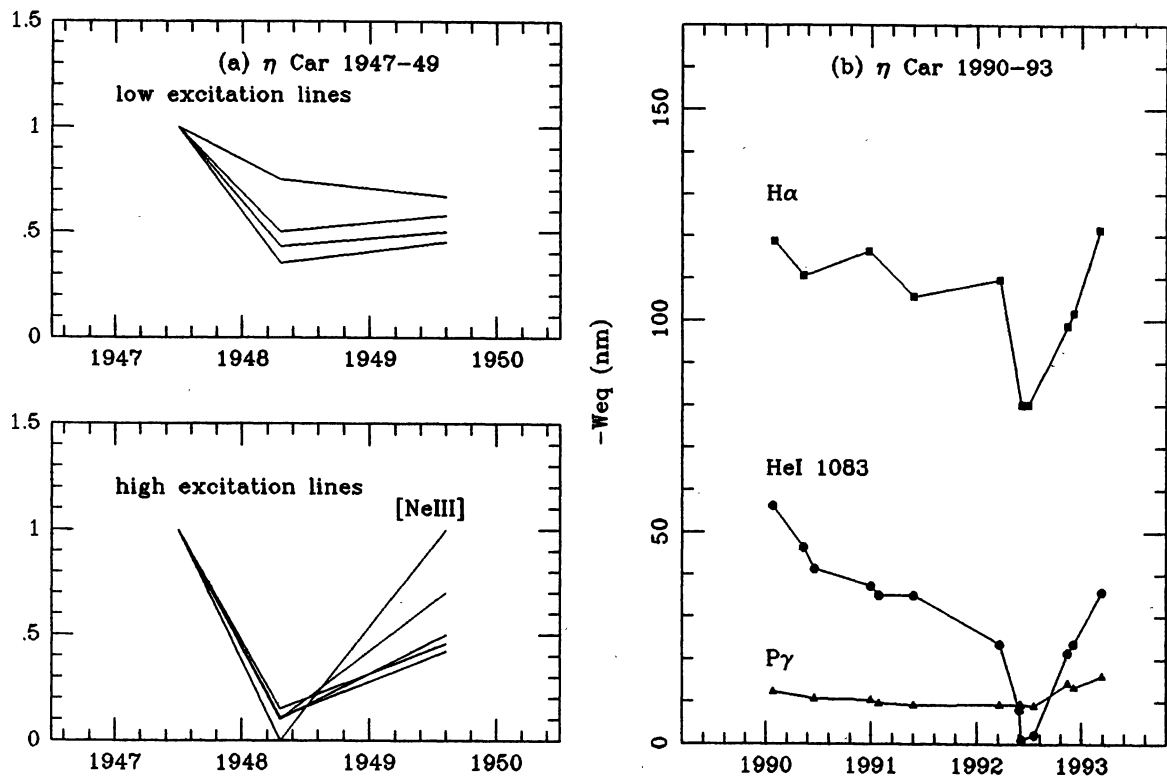 1.5
(a) η Car 1947-49
low excitation lines
1
.5
0
1947 1948 1949 1950
1.5
high excitation lines
[NeIII]
1
.5
0
1947 1948 1949 1950
(b) η Car 1990-93
-Weq (nm)
150
Hα
100
HeI 1083
50
Pγ
0
1990 1991 1992 1993